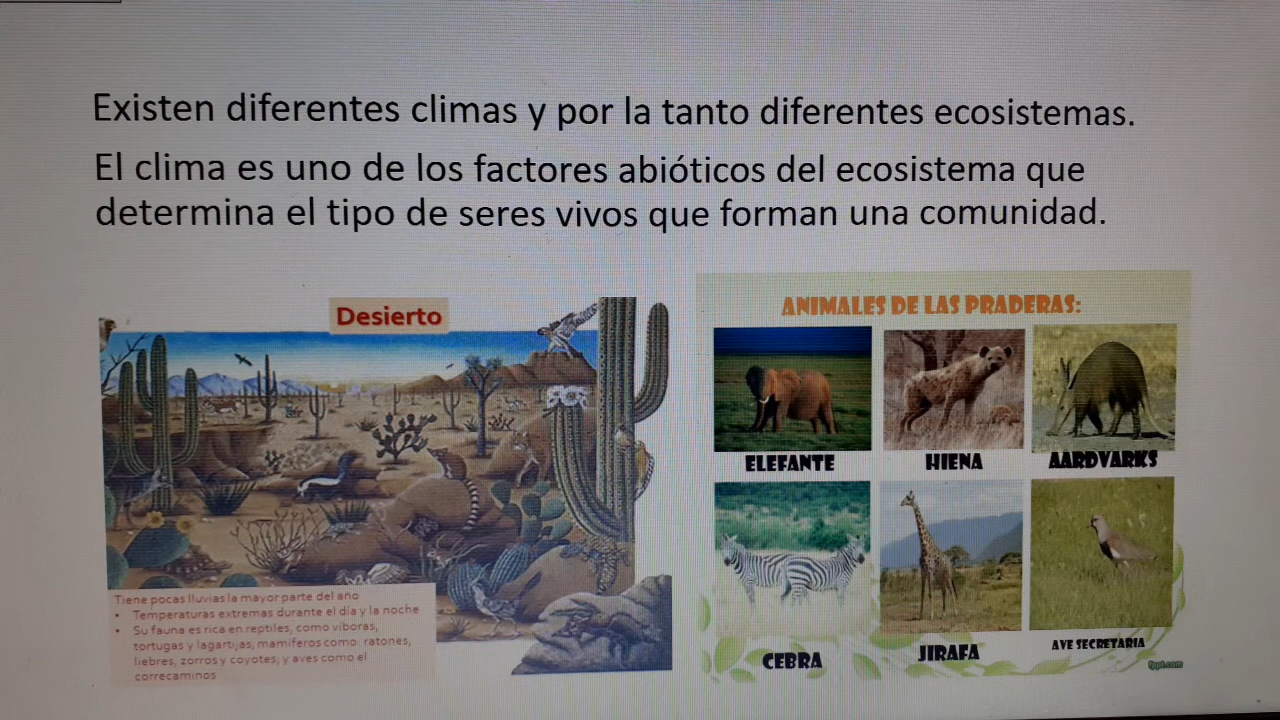 Existen diferentes climas y por la tanto diferentes ecosistemas.
El clima es uno de los factores abióticos del ecosistema que
determina el tipo de seres vivos que forman una comunidad.
Desierto
Tiene pocas lluvias la mayor parte del año
• Temperaturas extremas durante el día y la noche
• Su fauna es rica en reptiles, como víboras,
tortugas y lagartijas; mamíferos como: ratones,
liebres, zorros y coyotes; y aves como el
correcaminos
ANIMALES DE LAS PRADERAS:
ELEFANTE
HIENA
AARDVARKS
CEBRA
JIRAFA
AVE SECRETARIA
fppt.com